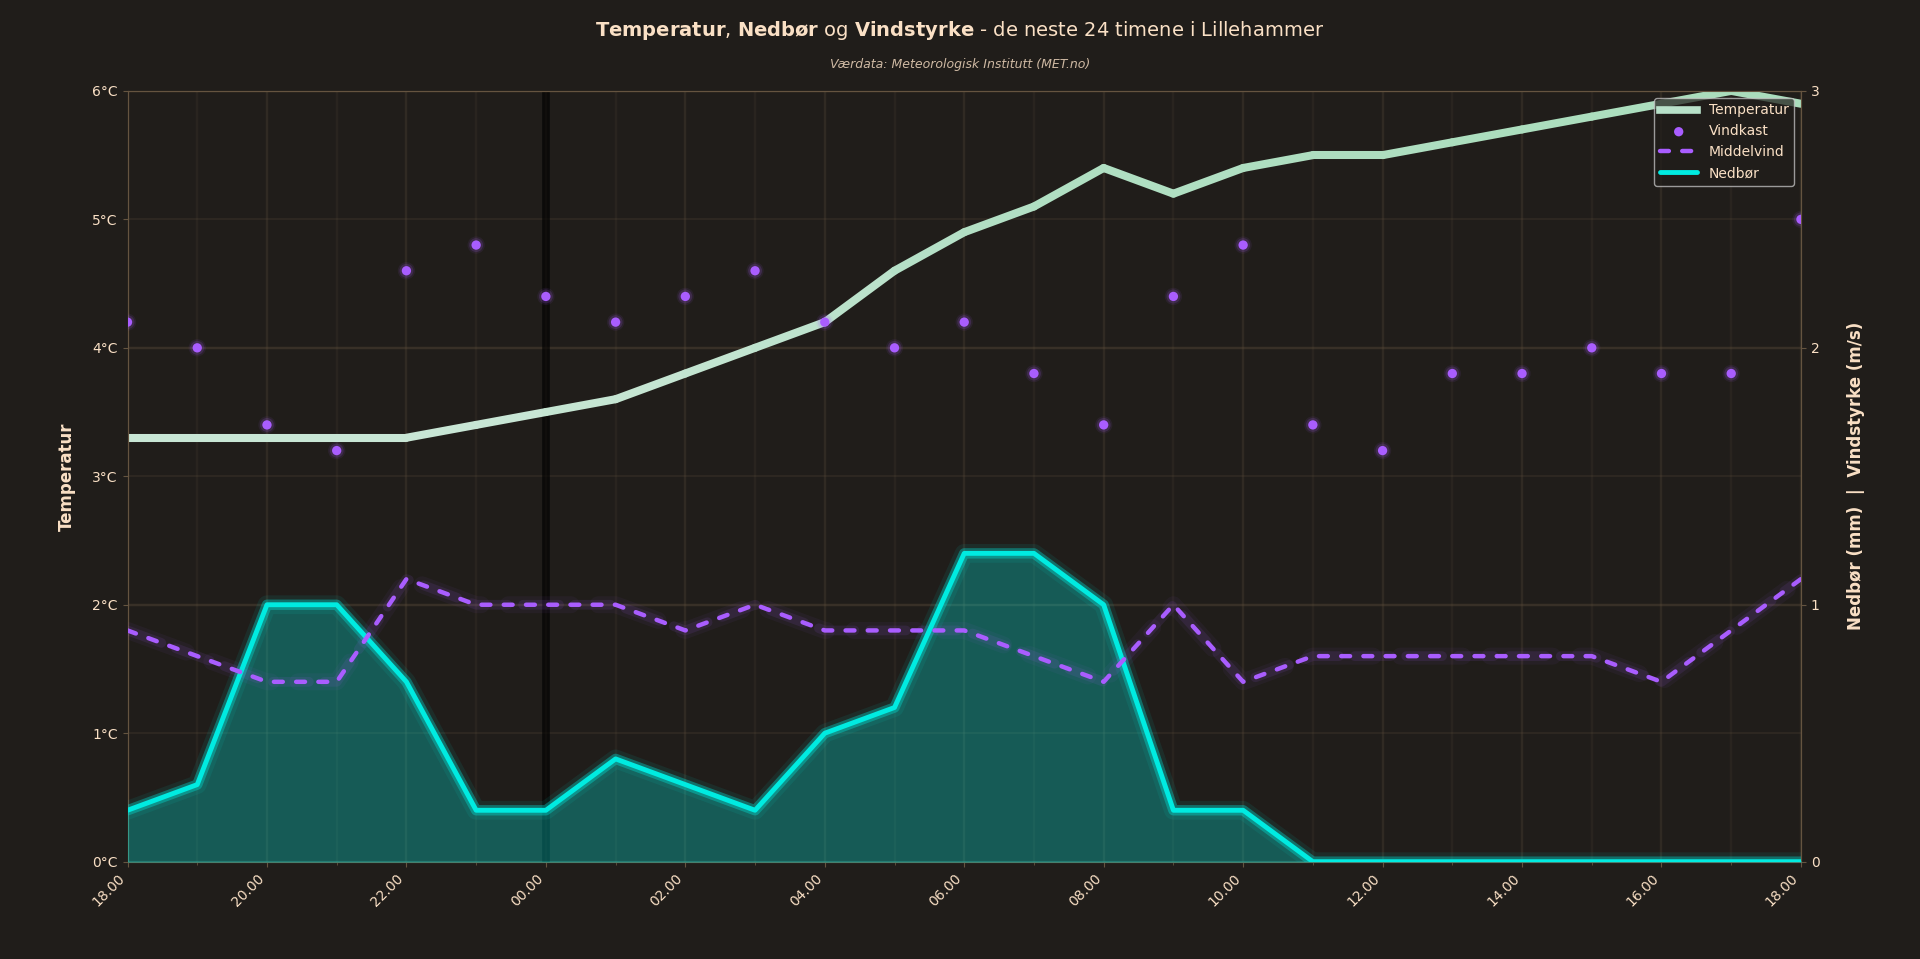 Temperatur, Nedbør og Vindstyrke - de neste 24 timene i Lillehammer
Værdata: Meteorologisk Institutt (MET.no)
6°C
5°C
4°C
3°C
2°C
1°C
0°C
Temperatur
Temperatur
Vindkast
Middelvind
Nedbør
3
2
1
0
Nedbør (mm) | Vindstyrke (m/s)
18.00
20.00
22.00
00.00
02.00
04.00
06.00
08.00
10.00
12.00
14.00
16.00
18.00